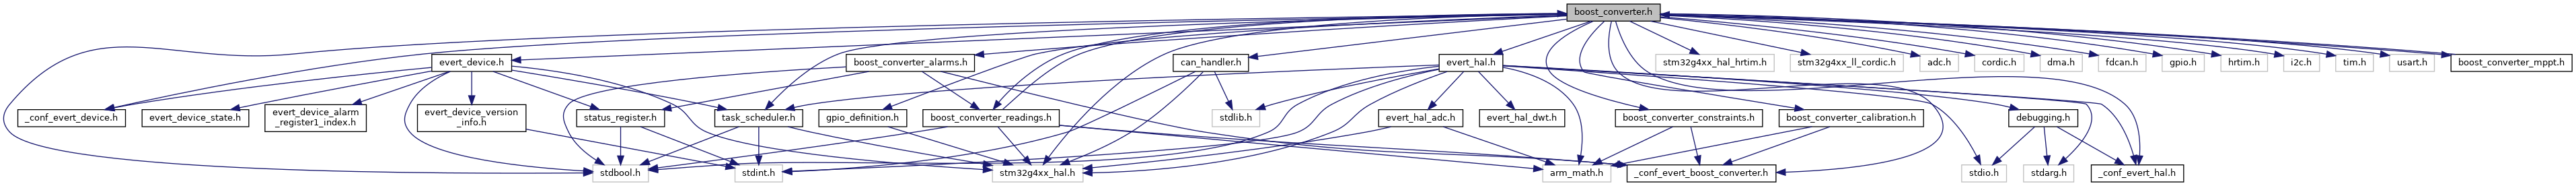 boost_converter.h
evert_device.h
boost_converter_alarms.h
can_handler.h
evert_hal.h
stm32g4xx_hal_hrtim.h
stm32g4xx_ll_cordic.h
adc.h
cordic.h
dma.h
fdcan.h
gpio.h
hrtim.h
i2c.h
tim.h
usart.h
boost_converter_mppt.h
_conf_evert_device.h
evert_device_state.h
evert_device_alarm
_register1_index.h
evert_device_version
_info.h
status_register.h
task_scheduler.h
gpio_definition.h
boost_converter_readings.h
stdlib.h
evert_hal_adc.h
evert_hal_dwt.h
boost_converter_constraints.h
boost_converter_calibration.h
debugging.h
stdbool.h
stdint.h
stm32g4xx_hal.h
arm_math.h
_conf_evert_boost_converter.h
stdio.h
stdarg.h
_conf_evert_hal.h